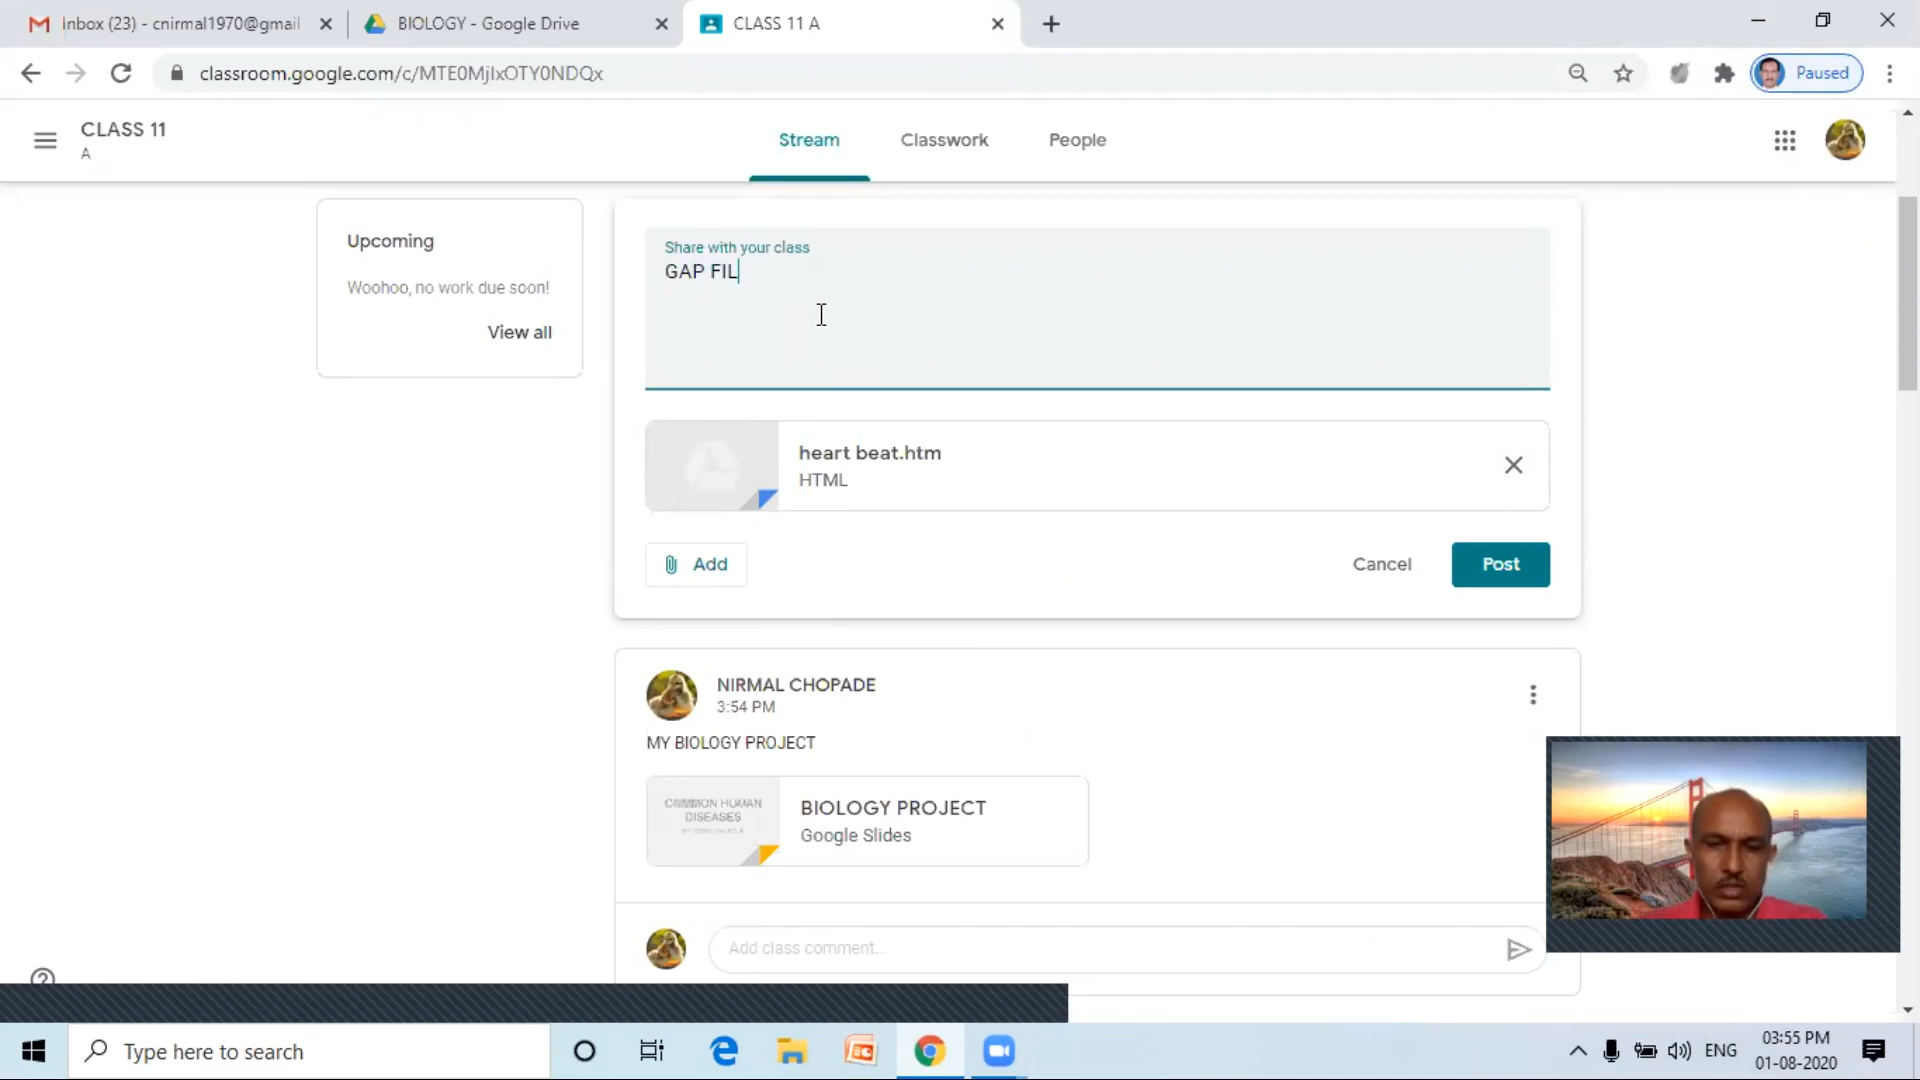 Inbox (23) - cnirmal1970@gmail
BIOLOGY - Google Drive
CLASS 11 A
classroom.google.com/c/MTE0MjIxOTY0NDQx
Paused
CLASS 11
A
Stream
Classwork
People
Upcoming
Woohoo, no work due soon!
View all
Share with your class
GAP FIL
heart beat.htm
HTML
Add
Cancel
Post
NIRMAL CHOPADE
3:54 PM
MY BIOLOGY PROJECT
COMMON HUMAN
DISEASES
BIOLOGY PROJECT
Google Slides
Add class comment...
Type here to search
ENG
03:55 PM
01-08-2020